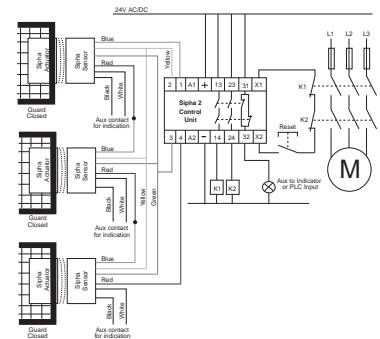 24V AC/DC
L1 L2 L3
Blue
Yellow
Sipha Actuator
Sipha Sensor
Red
Black
White
Guard Closed
Aux contact for indication
2 1 A1 + 13 23 31 X1
Sipha 2 Control Unit
3 4 A2 − 14 24 32 X2
K1
K2
Reset
K1 K2
Aux to Indicator or PLC Input
M
Blue
Sipha Actuator
Sipha Sensor
Red
Black
White
Yellow
Green
Guard Closed
Aux contact for indication
Blue
Sipha Actuator
Sipha Sensor
Red
Black
White
Guard Closed
Aux contact for indication